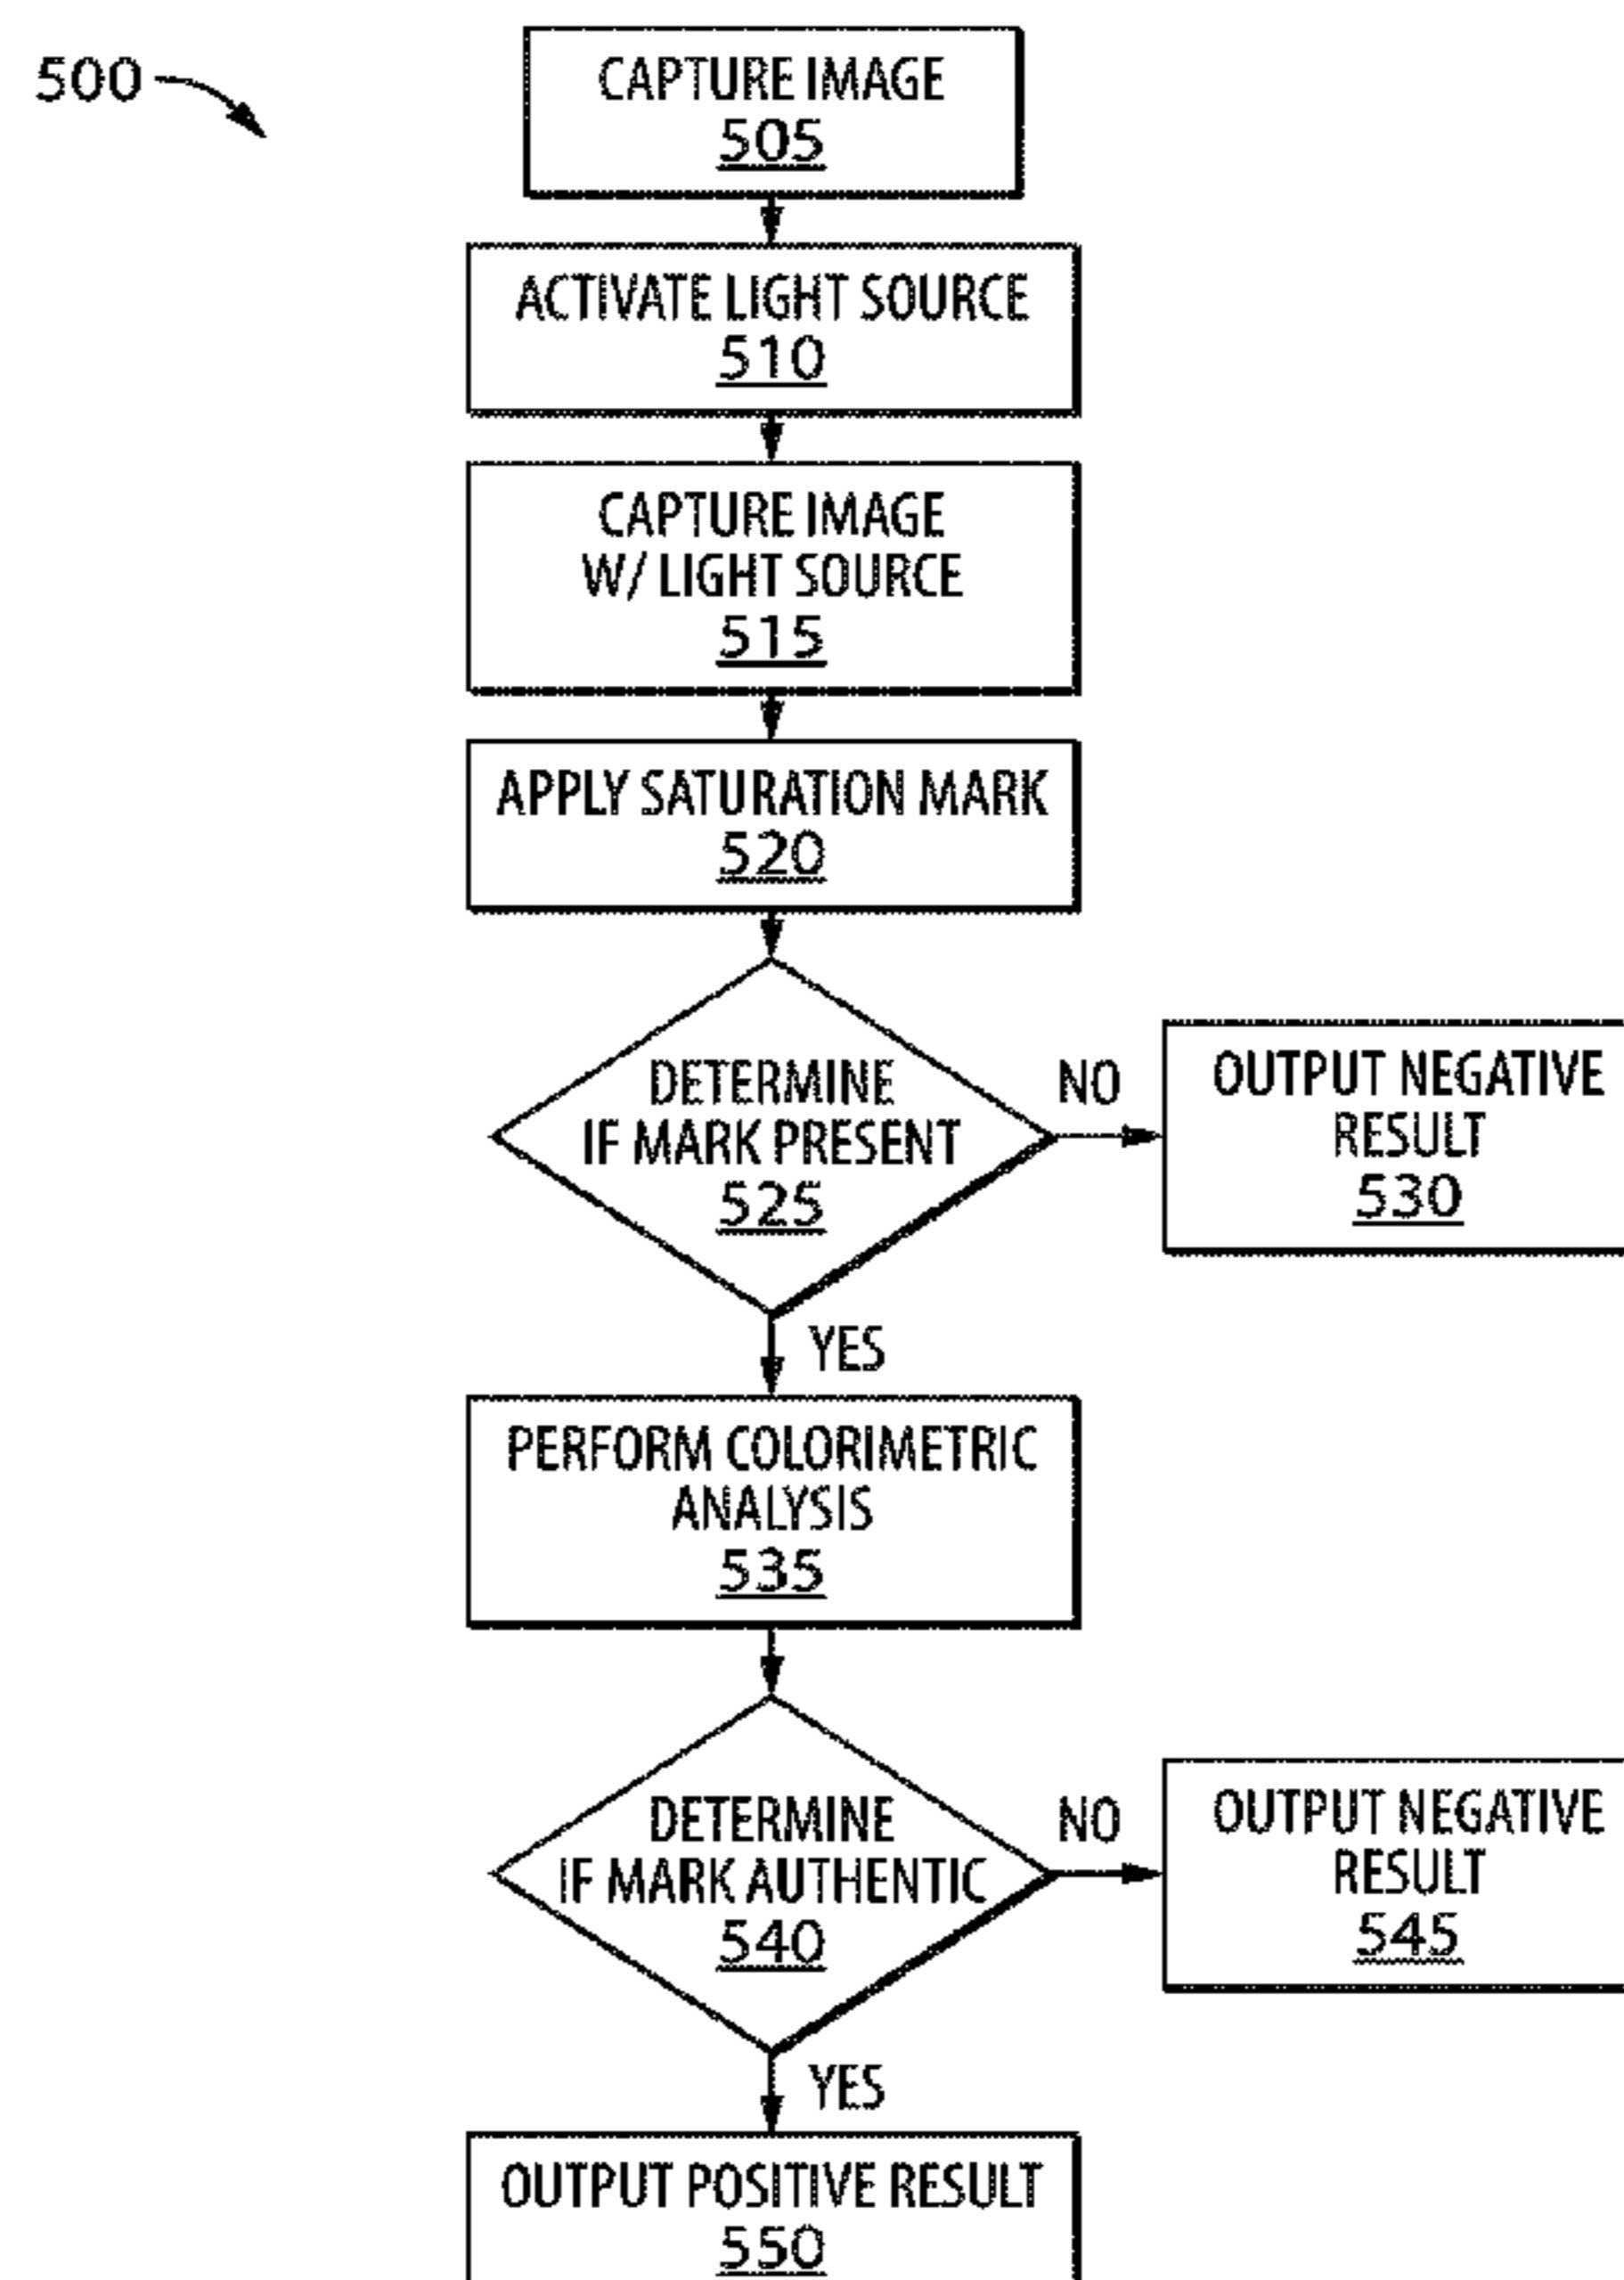 500
CAPTURE IMAGE
505
ACTIVATE LIGHT SOURCE
510
CAPTURE IMAGE
W/ LIGHT SOURCE
515
APPLY SATURATION MARK
520
DETERMINE
IF MARK PRESENT
525
NO
OUTPUT NEGATIVE
RESULT
530
YES
PERFORM COLORIMETRIC
ANALYSIS
535
DETERMINE
IF MARK AUTHENTIC
540
NO
OUTPUT NEGATIVE
RESULT
545
YES
OUTPUT POSITIVE RESULT
550